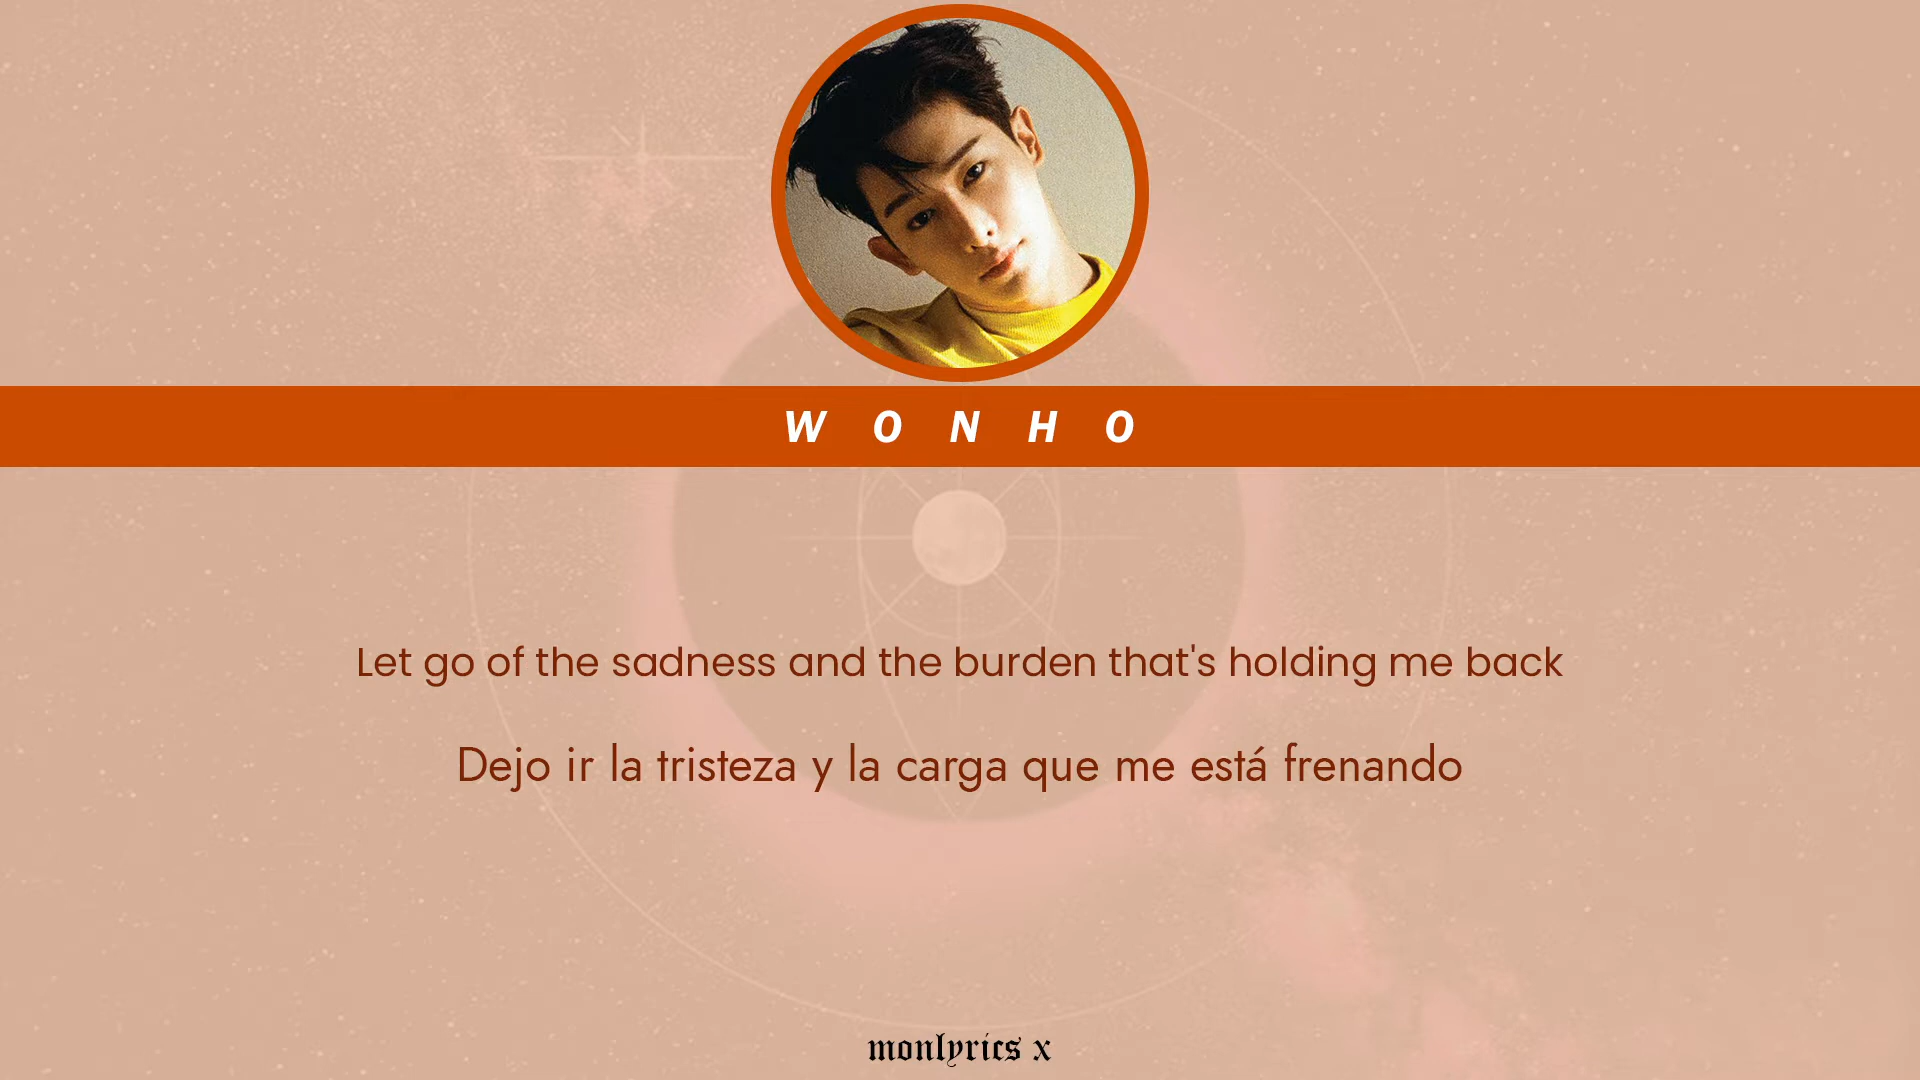 W O N H O
Let go of the sadness and the burden that's holding me back
Dejo ir la tristeza y la carga que me está frenando
monlyrics x